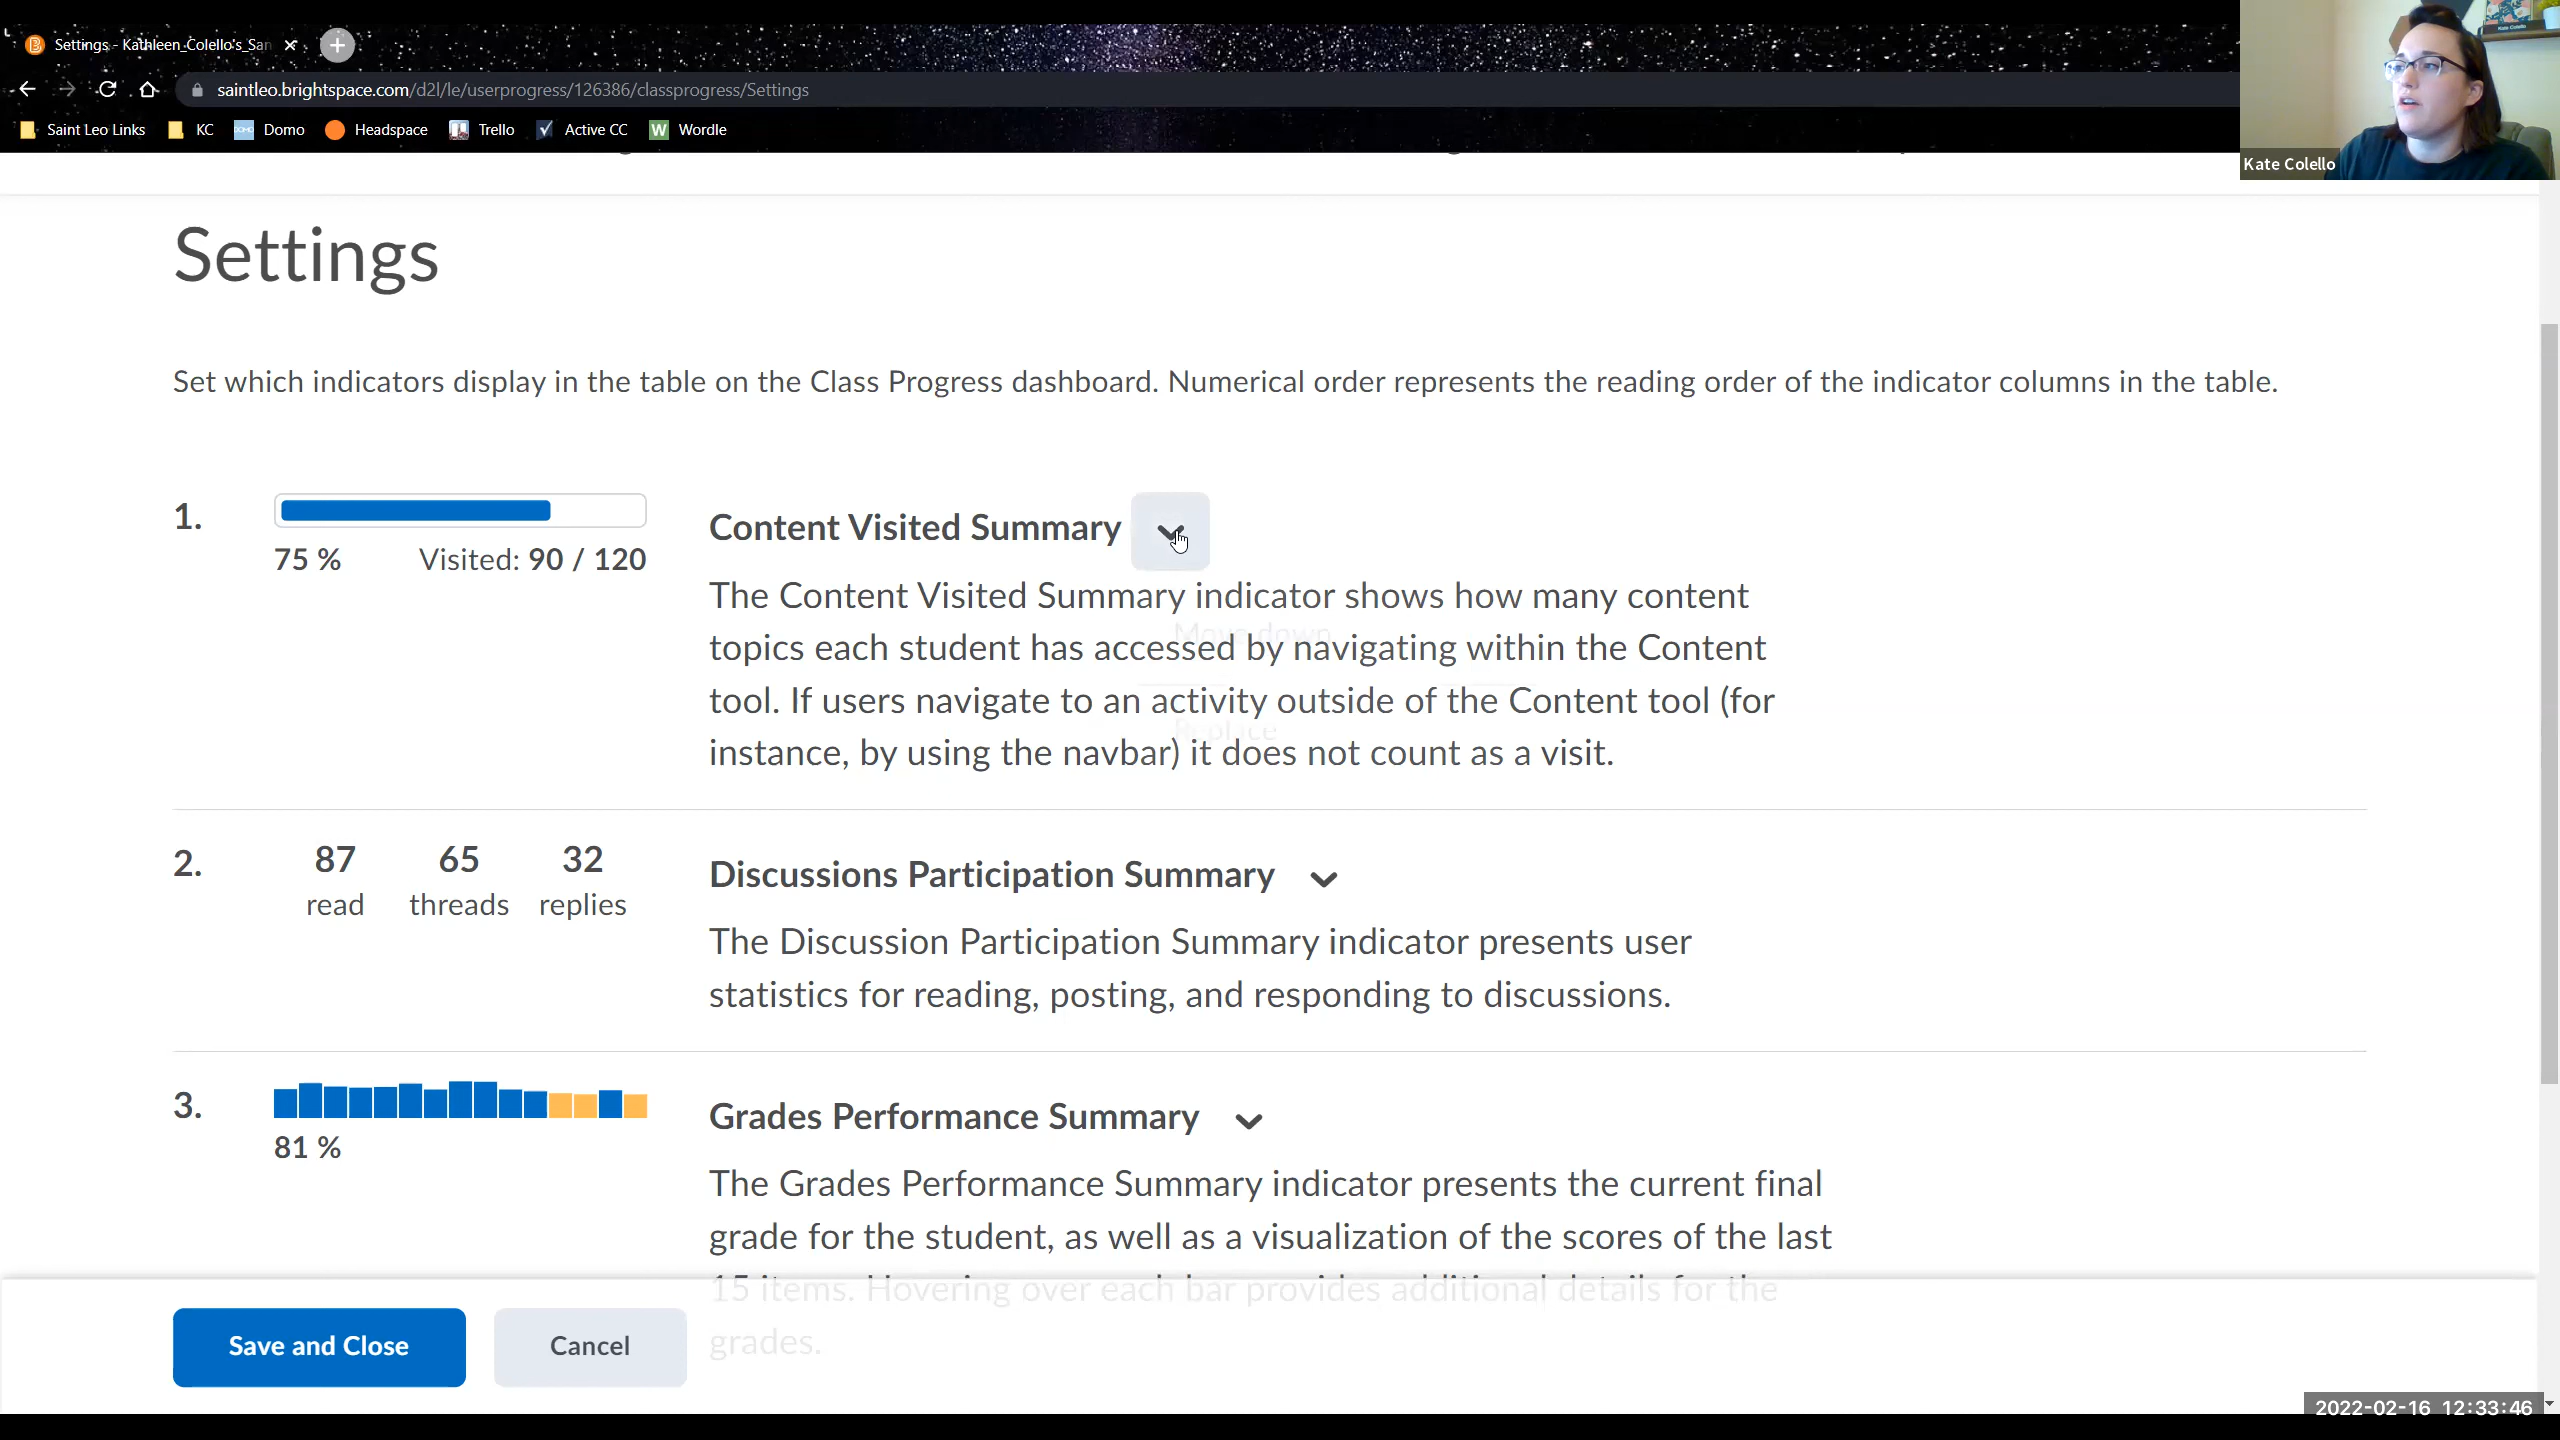 Settings - Kathleen_Colello's_San
saintleo.brightspace.com/d2l/le/userprogress/126386/classprogress/Settings
Saint Leo Links KC Domo Headspace Trello Active CC Wordle
Kate Colello
Settings
Set which indicators display in the table on the Class Progress dashboard. Numerical order represents the reading order of the indicator columns in the table.
1.
75 % Visited: 90 / 120
Content Visited Summary
The Content Visited Summary indicator shows how many content
topics each student has accessed by navigating within the Content
tool. If users navigate to an activity outside of the Content tool (for
instance, by using the navbar) it does not count as a visit.
Move down
Replace
2.
87 65 32
read threads replies
Discussions Participation Summary
The Discussion Participation Summary indicator presents user
statistics for reading, posting, and responding to discussions.
3.
81 %
Grades Performance Summary
The Grades Performance Summary indicator presents the current final
grade for the student, as well as a visualization of the scores of the last
15 items. Hovering over each bar provides additional details for the
grades.
Save and Close Cancel
2022-02-16 12:33:46